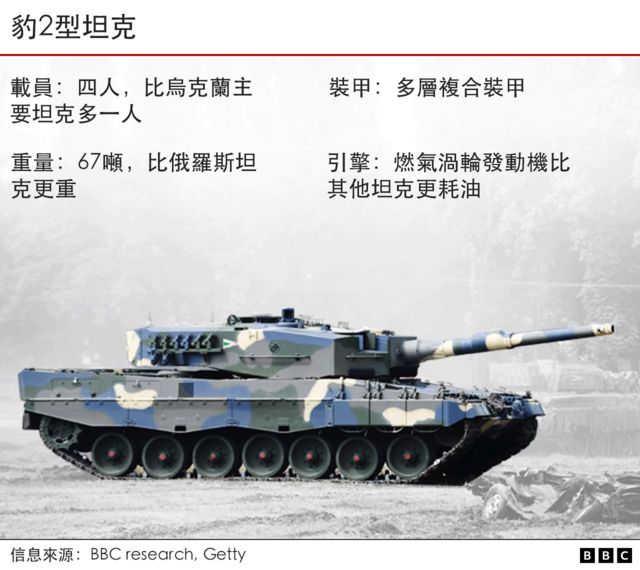 豹2型坦克
載員：四人，比烏克蘭主
要坦克多一人
裝甲：多層複合裝甲
重量：67噸，比俄羅斯坦
克更重
引擎：燃氣渦輪發動機比
其他坦克更耗油
信息來源：BBC research, Getty
BBC